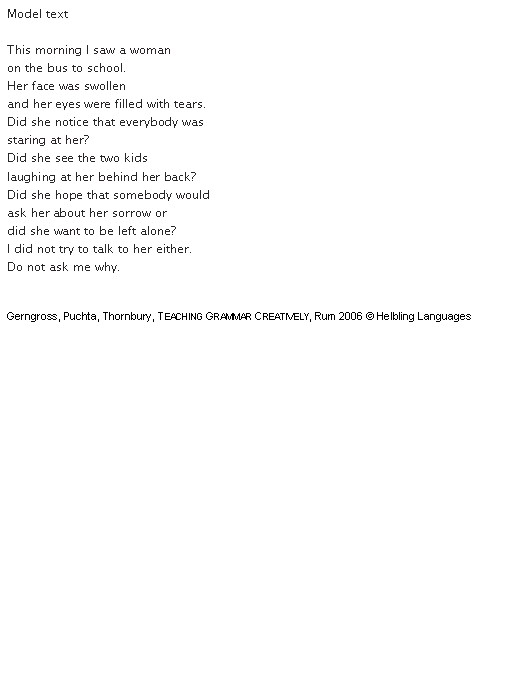 Model text
This morning I saw a woman
on the bus to school.
Her face was swollen
and her eyes were filled with tears.
Did she notice that everybody was
staring at her?
Did she see the two kids
laughing at her behind her back?
Did she hope that somebody would
ask her about her sorrow or
did she want to be left alone?
I did not try to talk to her either.
Do not ask me why.
Gerngross, Puchta, Thornbury, TEACHING GRAMMAR CREATIVELY, Rum 2006 © Helbling Languages